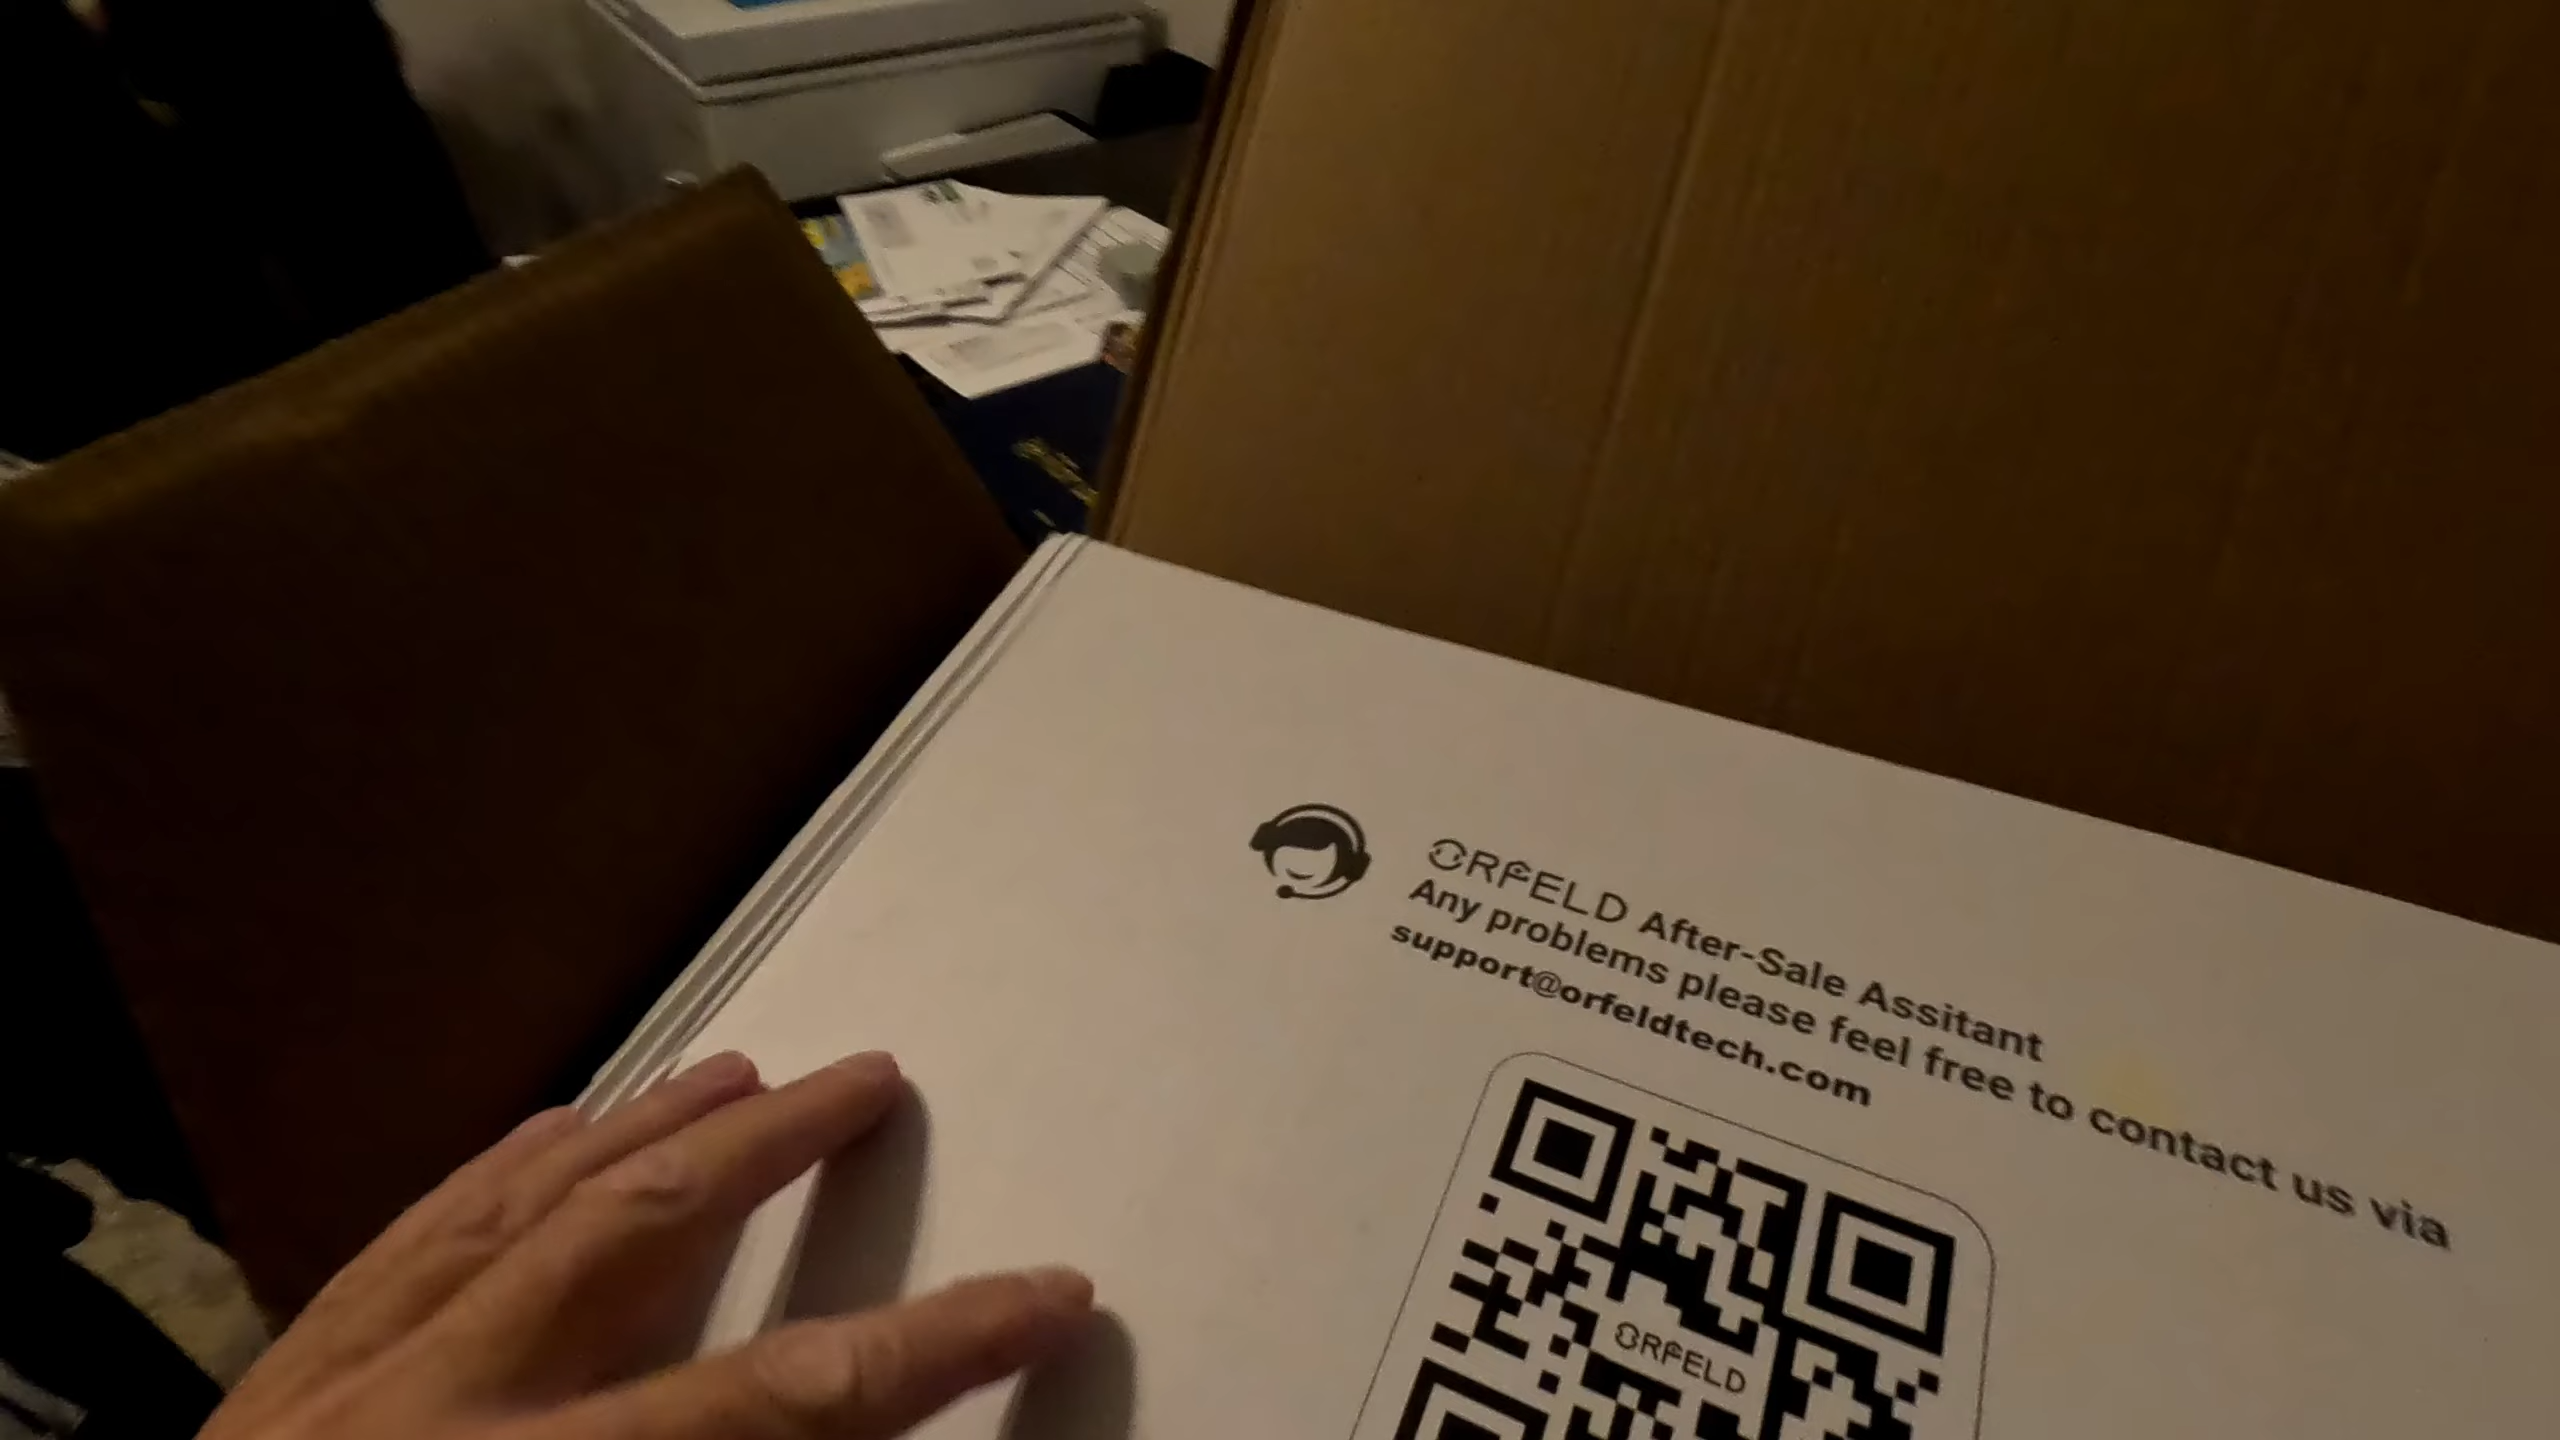 ORFELD After-Sale Assitant
Any problems please feel free to contact us via
support@orfeldtech.com
ORFELD